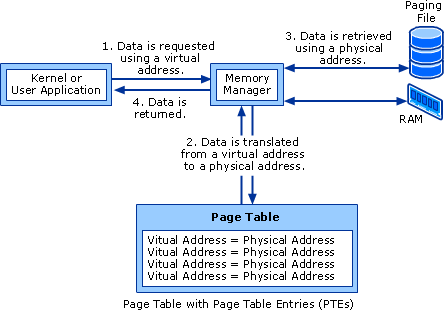 Paging
File
3. Data is retrieved
using a physical
address.
1. Data is requested
using a virtual
address.
Kernel or
User Application
Memory
Manager
4. Data is
returned.
RAM
2. Data is translated
from a virtual address
to a physical address.
Page Table
Vitual Address = Physical Address
Vitual Address = Physical Address
Vitual Address = Physical Address
Vitual Address = Physical Address
Page Table with Page Table Entries (PTEs)